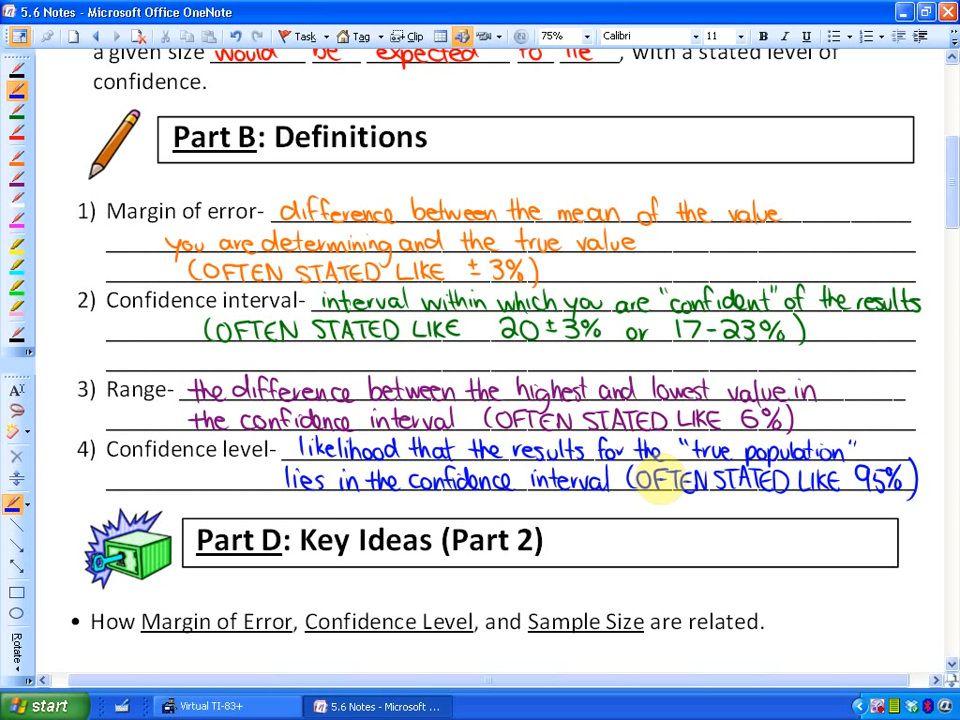 5.6 Notes - Microsoft Office OneNote
Task Tag Clip 75% Calibri 11 B I U
a given size would be expected to lie, with a stated level of
confidence.
Part B: Definitions
1) Margin of error- difference between the mean of the value
you are determining and the true value
(OFTEN STATED LIKE ± 3%)
2) Confidence interval- interval within which you are "confident" of the results
(OFTEN STATED LIKE 20 ± 3% or 17-23%)
3) Range- the difference between the highest and lowest value in
the confidence interval (OFTEN STATED LIKE 6%)
4) Confidence level- likelihood that the results for the "true population"
lies in the confidence interval (OFTEN STATED LIKE 95%)
Part D: Key Ideas (Part 2)
• How Margin of Error, Confidence Level, and Sample Size are related.
Rotate
start Virtual TI-83+ 5.6 Notes - Microsoft ...